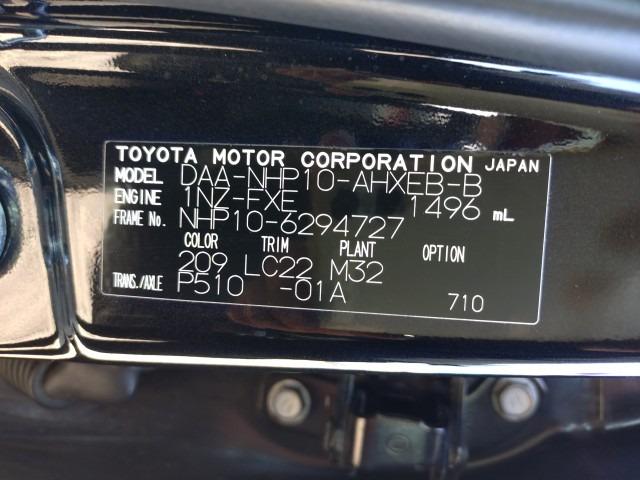 TOYOTA MOTOR CORPORATION JAPAN
MODEL DAA-NHP10-AHXEB-B
ENGINE 1NZ-FXE 1496 mL
FRAME No. NHP10-6294727
COLOR TRIM PLANT OPTION
209 LC22 M32
TRANS./AXLE P510 -01A 710